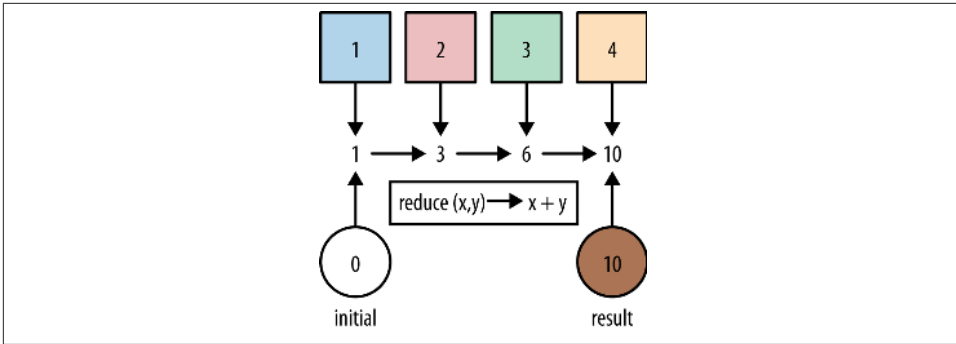 1 2 3 4
1 3 6 10
reduce (x,y) → x + y
0 10
initial result